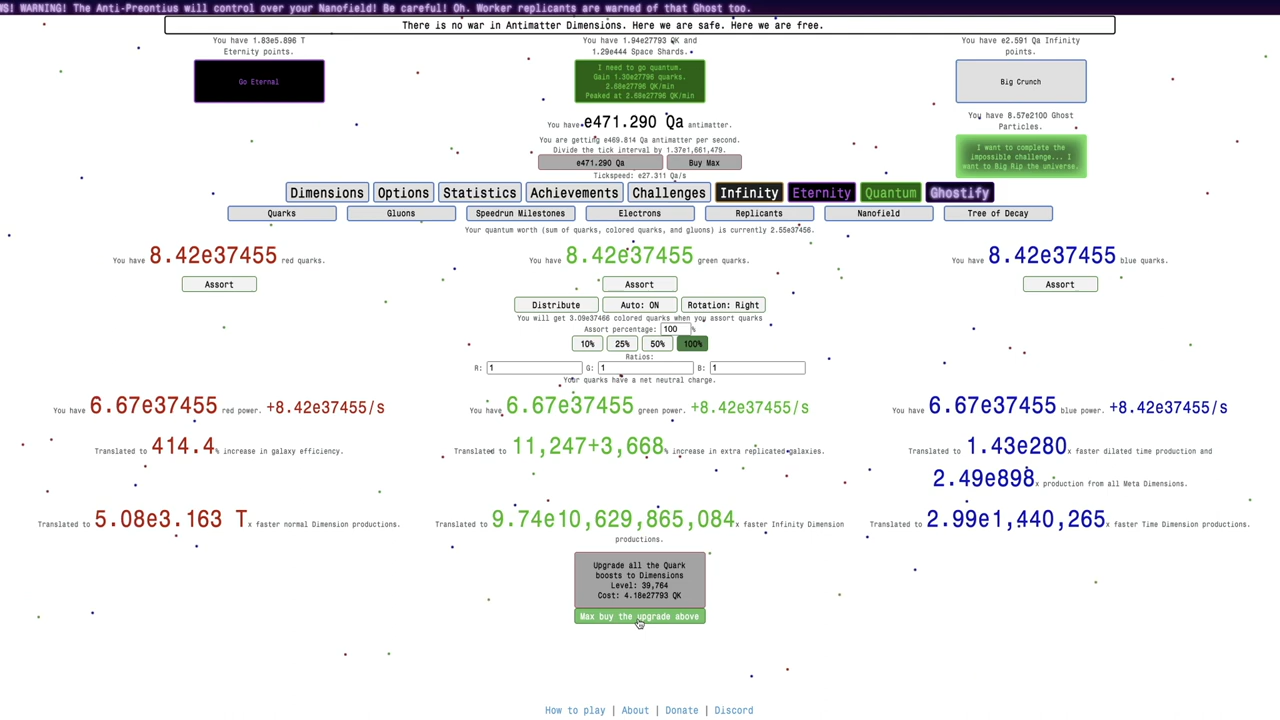 WS! WARNING! The Anti-Preontius will control over your Nanofield! Be careful! Oh. Worker replicants are warned of that Ghost too.
There is no war in Antimatter Dimensions. Here we are safe. Here we are free.
You have 1.83e5.896 T
Eternity points.
Go Eternal
You have 1.94e27793 QK and
1.29e444 Space Shards.
I need to go quantum.
Gain 1.30e27796 quarks.
2.68e27796 QK/min
Peaked at 2.68e27796 QK/min
You have e2.591 Qa Infinity
points.
Big Crunch
You have 8.57e2100 Ghost
Particles.
I want to complete the
impossible challenge... I
want to Big Rip the universe.
You have e471.290 Qa antimatter.
You are getting e469.814 Qa antimatter per second.
Divide the tick interval by 1.37e1,661,479.
e471.290 Qa
Buy Max
Tickspeed: e27.311 Qa/s
Dimensions Options Statistics Achievements Challenges Infinity Eternity Quantum Ghostify
Quarks Gluons Speedrun Milestones Electrons Replicants Nanofield Tree of Decay
Your quantum worth (sum of quarks, colored quarks, and gluons) is currently 2.55e37456.
You have 8.42e37455 red quarks.
You have 8.42e37455 green quarks.
You have 8.42e37455 blue quarks.
Assort
Assort
Assort
Distribute Auto: ON Rotation: Right
You will get 3.09e37466 colored quarks when you assort quarks
Assort percentage: 100 %
10% 25% 50% 100%
Ratios:
R: 1 G: 1 B: 1
Your quarks have a net neutral charge.
You have 6.67e37455 red power. +8.42e37455/s
You have 6.67e37455 green power. +8.42e37455/s
You have 6.67e37455 blue power. +8.42e37455/s
Translated to 414.4% increase in galaxy efficiency.
Translated to 11,247+3,668% increase in extra replicated galaxies.
Translated to 1.43e280x faster dilated time production and
2.49e898x production from all Meta Dimensions.
Translated to 5.08e3.163 Tx faster normal Dimension productions.
Translated to 9.74e10,629,865,084x faster Infinity Dimension
productions.
Translated to 2.99e1,440,265x faster Time Dimension productions.
Upgrade all the Quark
boosts to Dimensions
Level: 39,764
Cost: 4.18e27793 QK
Max buy the upgrade above
How to play | About | Donate | Discord